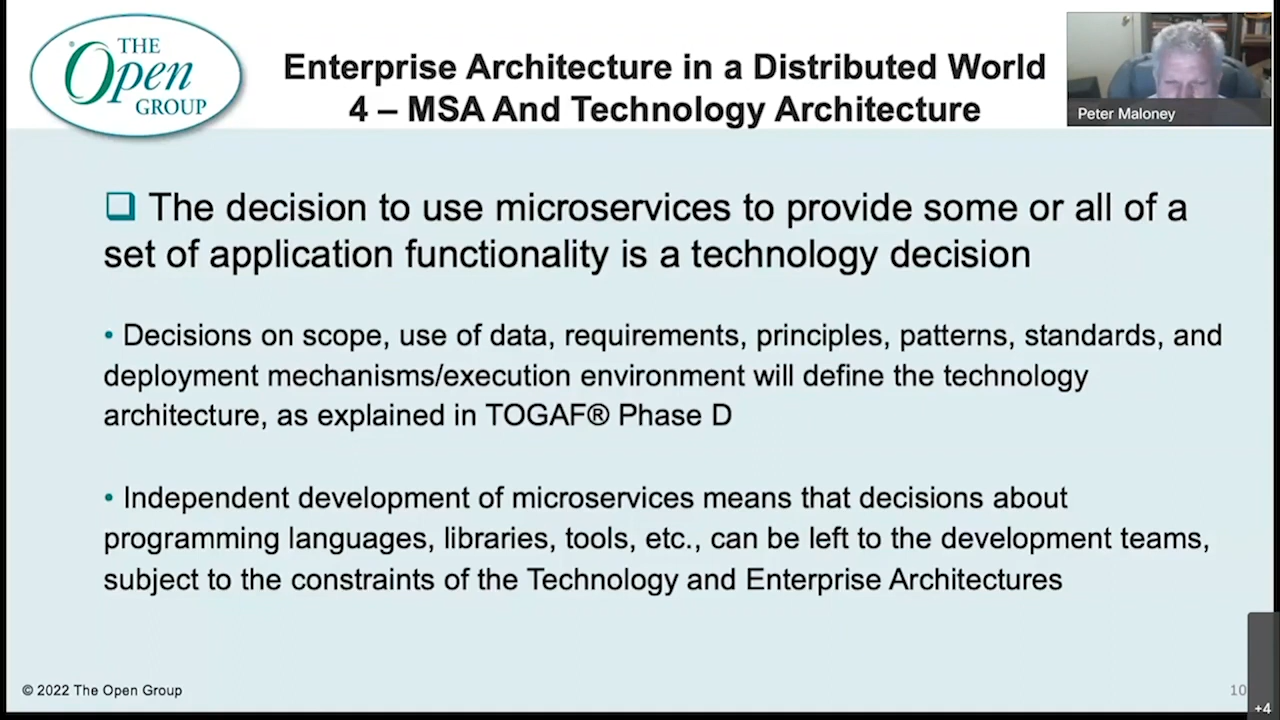 THE
Open
GROUP
Enterprise Architecture in a Distributed World
4 – MSA And Technology Architecture
Peter Maloney
The decision to use microservices to provide some or all of a
set of application functionality is a technology decision
• Decisions on scope, use of data, requirements, principles, patterns, standards, and
deployment mechanisms/execution environment will define the technology
architecture, as explained in TOGAF® Phase D
• Independent development of microservices means that decisions about
programming languages, libraries, tools, etc., can be left to the development teams,
subject to the constraints of the Technology and Enterprise Architectures
© 2022 The Open Group
10
+4